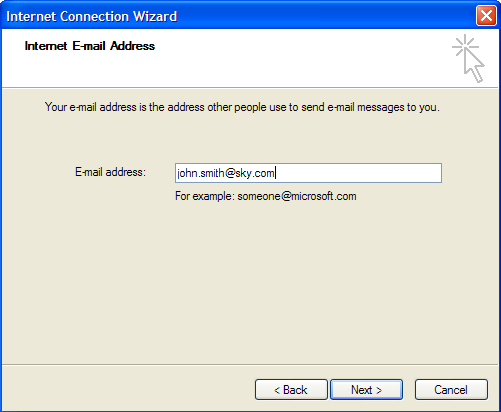 Internet Connection Wizard
Internet E-mail Address
Your e-mail address is the address other people use to send e-mail messages to you.
E-mail address: john.smith@sky.com
For example: someone@microsoft.com
< Back Next > Cancel